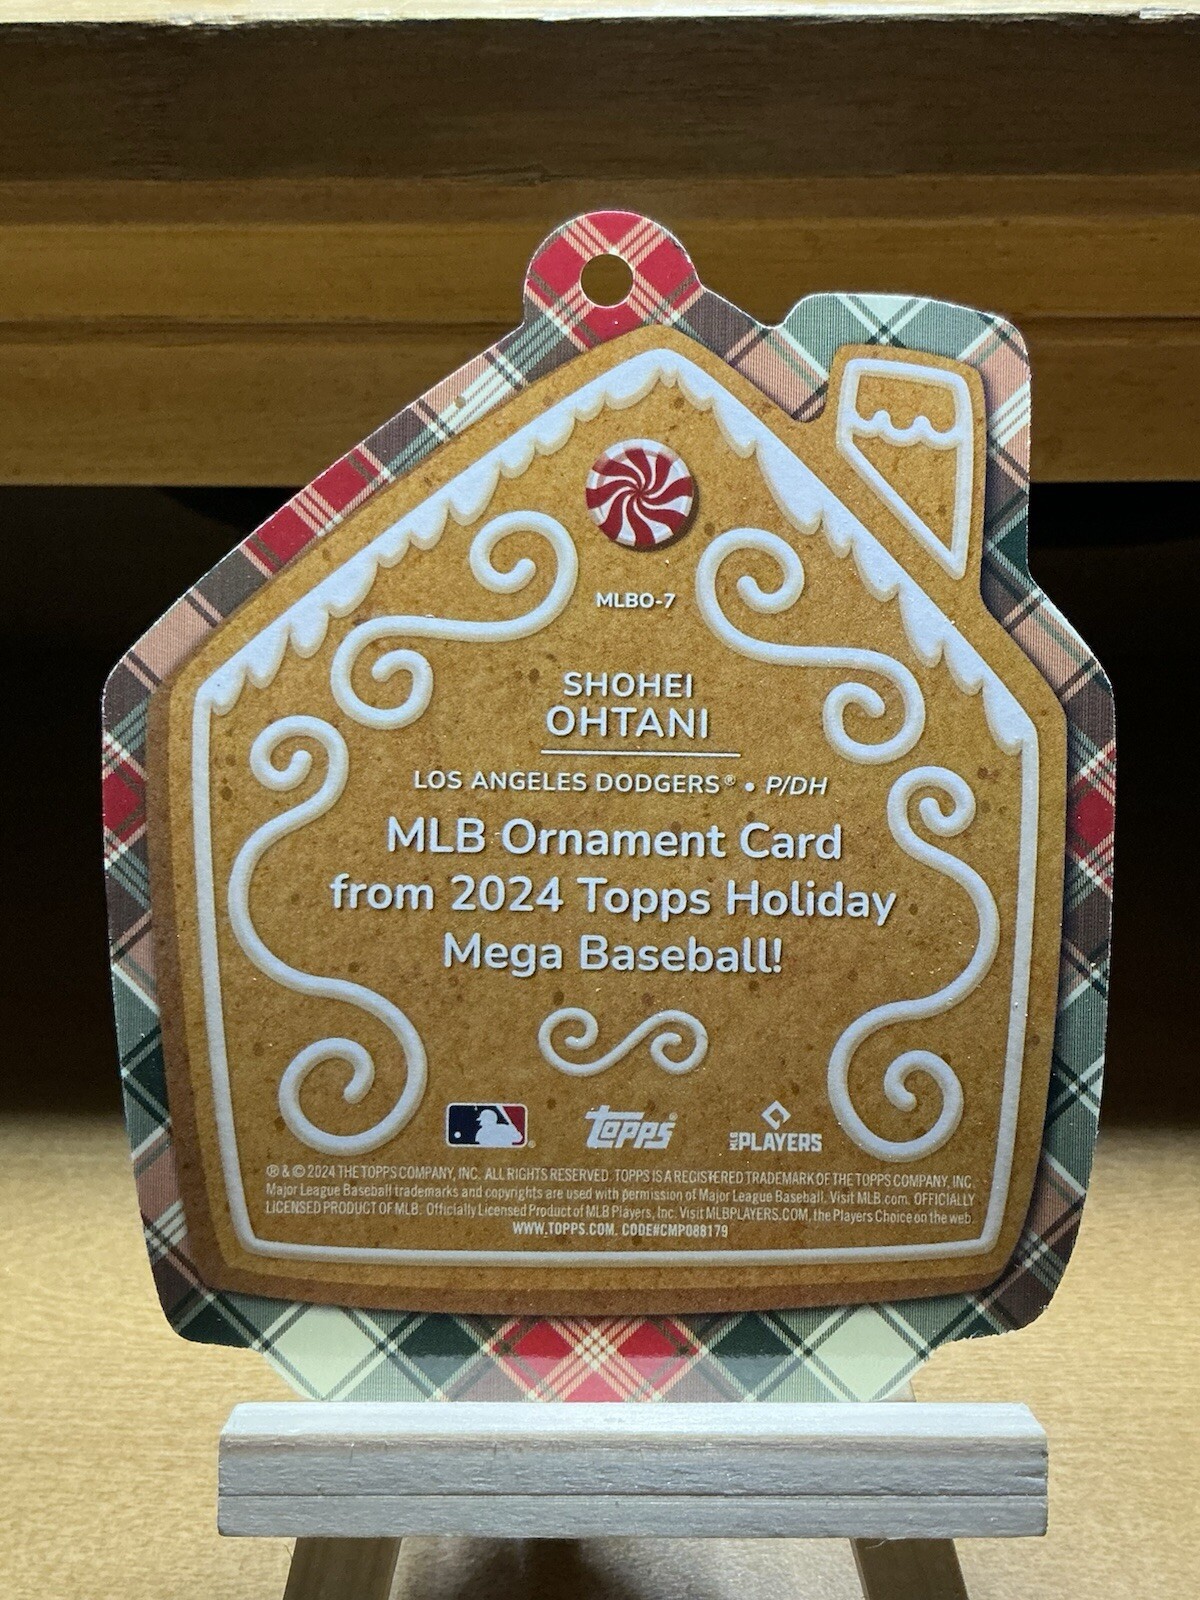 MLBO-7
SHOHEI
OHTANI
LOS ANGELES DODGERS® • P/DH
MLB Ornament Card
from 2024 Topps Holiday
Mega Baseball!
topps® MLB PLAYERS
® & © 2024 THE TOPPS COMPANY, INC. ALL RIGHTS RESERVED. TOPPS IS A REGISTERED TRADEMARK OF THE TOPPS COMPANY, INC.
Major League Baseball trademarks and copyrights are used with permission of Major League Baseball. Visit MLB.com. OFFICIALLY
LICENSED PRODUCT OF MLB. Officially Licensed Product of MLB Players, Inc. Visit MLBPLAYERS.COM, the Players Choice on the web.
WWW.TOPPS.COM. CODE#CMP088179